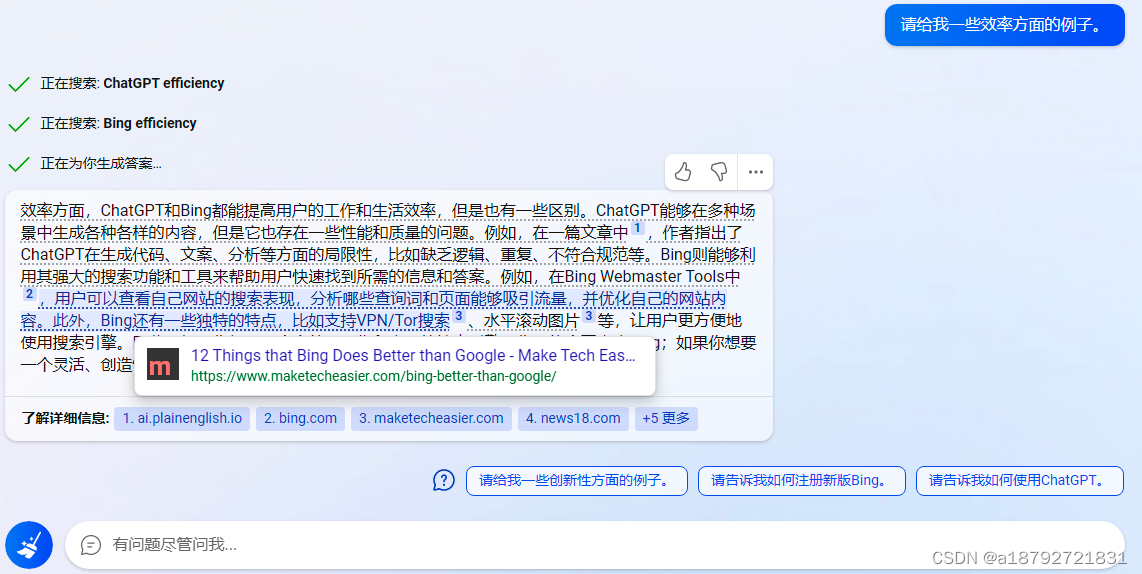 请给我一些效率方面的例子。
正在搜索: ChatGPT efficiency
正在搜索: Bing efficiency
正在为你生成答案...
效率方面，ChatGPT和Bing都能提高用户的工作和生活效率，但是也有一些区别。ChatGPT能够在多种场
景中生成各种各样的内容，但是它也存在一些性能和质量的问题。例如，在一篇文章中 1 ，作者指出了
ChatGPT在生成代码、文案、分析等方面的局限性，比如缺乏逻辑、重复、不符合规范等。Bing则能够利
用其强大的搜索功能和工具来帮助用户快速找到所需的信息和答案。例如，在Bing Webmaster Tools中
2 ，用户可以查看自己网站的搜索表现，分析哪些查询词和页面能够吸引流量，并优化自己的网站内
容。此外，Bing还有一些独特的特点，比如支持VPN/Tor搜索 3 、水平滚动图片 3 等，让用户更方便地
使用搜索引擎。 ；如果你想要
一个灵活、创造
m
12 Things that Bing Does Better than Google - Make Tech Eas...
https://www.maketecheasier.com/bing-better-than-google/
了解详细信息: 1. ai.plainenglish.io 2. bing.com 3. maketecheasier.com 4. news18.com +5 更多
请给我一些创新性方面的例子。 请告诉我如何注册新版Bing。 请告诉我如何使用ChatGPT。
有问题尽管问我...
CSDN @a18792721831